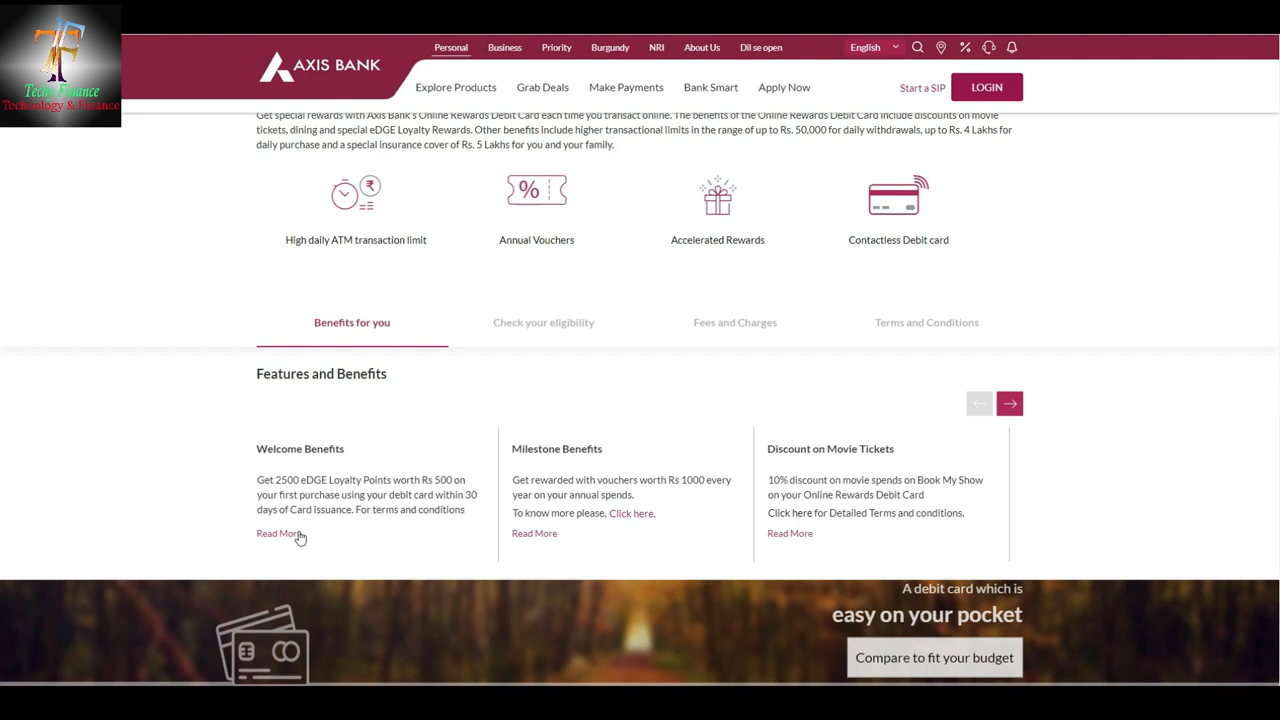 TF
Techy Finance
Technology & Finance
Personal
Business
Priority
Burgundy
NRI
About Us
Dil se open
English
AXIS BANK
Explore Products
Grab Deals
Make Payments
Bank Smart
Apply Now
Start a SIP
LOGIN
Get special rewards with Axis Bank's Online Rewards Debit Card each time you transact online. The benefits of the Online Rewards Debit Card include discounts on movie
tickets, dining and special eDGE Loyalty Rewards. Other benefits include higher transactional limits in the range of up to Rs. 50,000 for daily withdrawals, up to Rs. 4 Lakhs for
daily purchase and a special insurance cover of Rs. 5 Lakhs for you and your family.
₹
%
High daily ATM transaction limit
Annual Vouchers
Accelerated Rewards
Contactless Debit card
Benefits for you
Check your eligibility
Fees and Charges
Terms and Conditions
Features and Benefits
Welcome Benefits
Get 2500 eDGE Loyalty Points worth Rs 500 on
your first purchase using your debit card within 30
days of Card issuance. For terms and conditions
Read More
Milestone Benefits
Get rewarded with vouchers worth Rs 1000 every
year on your annual spends.
To know more please, Click here.
Read More
Discount on Movie Tickets
10% discount on movie spends on Book My Show
on your Online Rewards Debit Card
Click here for Detailed Terms and conditions.
Read More
A debit card which is
easy on your pocket
Compare to fit your budget